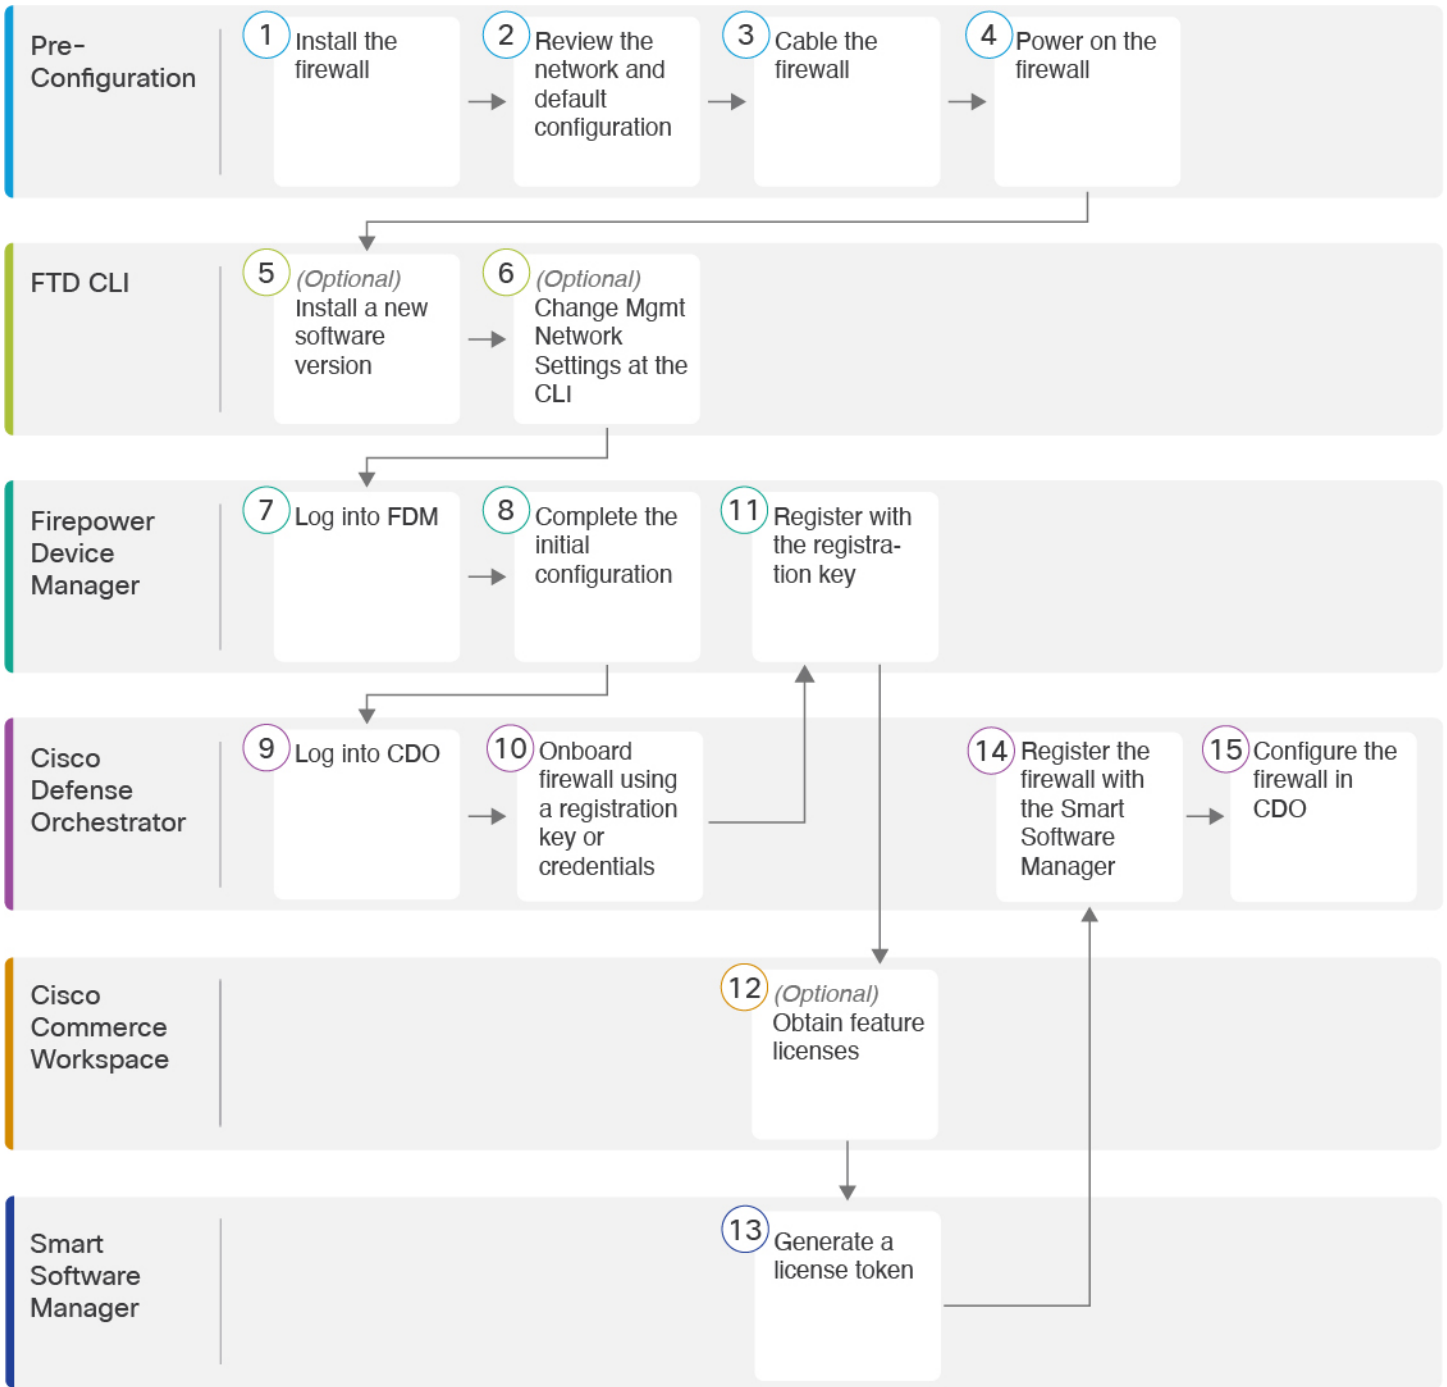 Pre-
Configuration
1
Install the
firewall
2
Review the
network and
default
configuration
3
Cable the
firewall
4
Power on the
firewall
FTD CLI
5
(Optional)
Install a new
software
version
6
(Optional)
Change Mgmt
Network
Settings at the
CLI
Firepower
Device
Manager
7
Log into FDM
8
Complete the
initial
configuration
11
Register with
the registra-
tion key
Cisco
Defense
Orchestrator
9
Log into CDO
10
Onboard
firewall using
a registration
key or
credentials
14
Register the
firewall with
the Smart
Software
Manager
15
Configure the
firewall in
CDO
Cisco
Commerce
Workspace
12
(Optional)
Obtain feature
licenses
Smart
Software
Manager
13
Generate a
license token